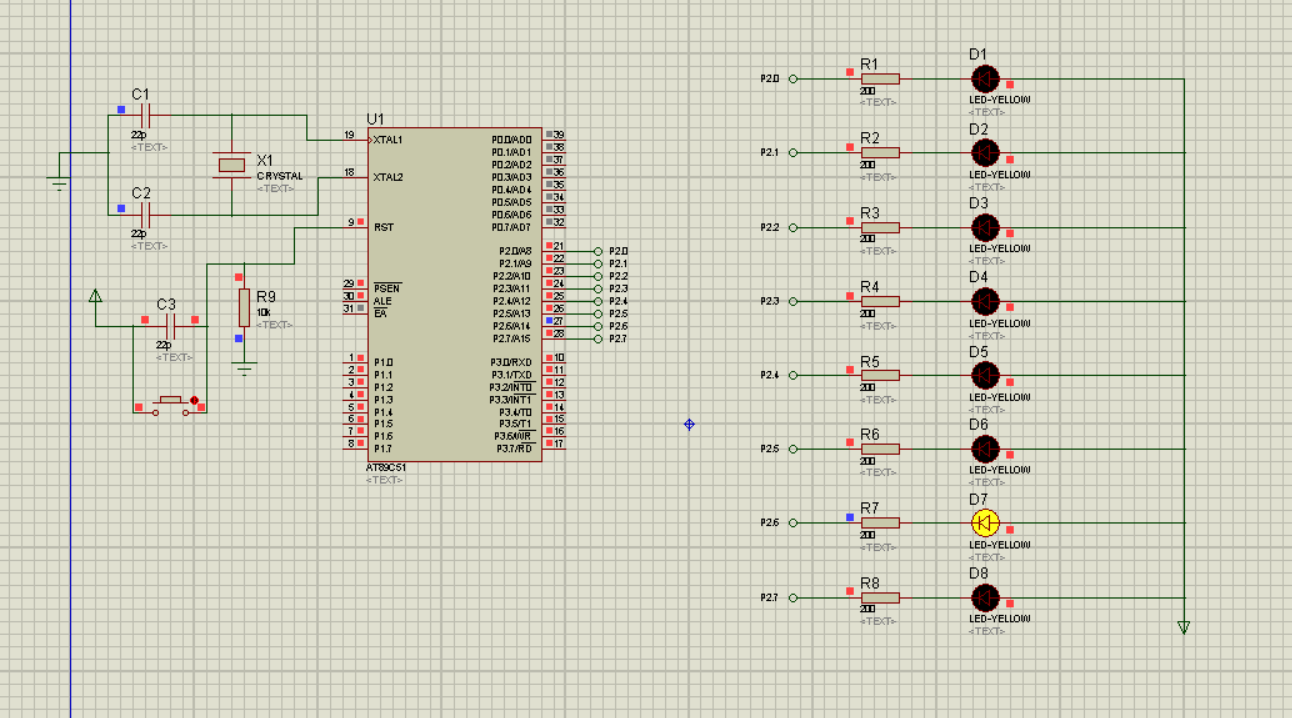 C1
22p
<TEXT>
X1
CRYSTAL
<TEXT>
C2
22p
<TEXT>
C3
22p
<TEXT>
R9
10k
<TEXT>
U1
19 XTAL1
18 XTAL2
9 RST
29 PSEN
30 ALE
31 EA
1 P1.0
2 P1.1
3 P1.2
4 P1.3
5 P1.4
6 P1.5
7 P1.6
8 P1.7
P0.0/AD0 39
P0.1/AD1 38
P0.2/AD2 37
P0.3/AD3 36
P0.4/AD4 35
P0.5/AD5 34
P0.6/AD6 33
P0.7/AD7 32
P2.0/A8 21 P2.0
P2.1/A9 22 P2.1
P2.2/A10 23 P2.2
P2.3/A11 24 P2.3
P2.4/A12 25 P2.4
P2.5/A13 26 P2.5
P2.6/A14 27 P2.6
P2.7/A15 28 P2.7
P3.0/RXD 10
P3.1/TXD 11
P3.2/INT0 12
P3.3/INT1 13
P3.4/T0 14
P3.5/T1 15
P3.6/WR 16
P3.7/RD 17
AT89C51
<TEXT>
P2.0 R1 D1
200 LED-YELLOW
<TEXT> <TEXT>
P2.1 R2 D2
200 LED-YELLOW
<TEXT> <TEXT>
P2.2 R3 D3
200 LED-YELLOW
<TEXT> <TEXT>
P2.3 R4 D4
200 LED-YELLOW
<TEXT> <TEXT>
P2.4 R5 D5
200 LED-YELLOW
<TEXT> <TEXT>
P2.5 R6 D6
200 LED-YELLOW
<TEXT> <TEXT>
P2.6 R7 D7
200 LED-YELLOW
<TEXT> <TEXT>
P2.7 R8 D8
200 LED-YELLOW
<TEXT> <TEXT>